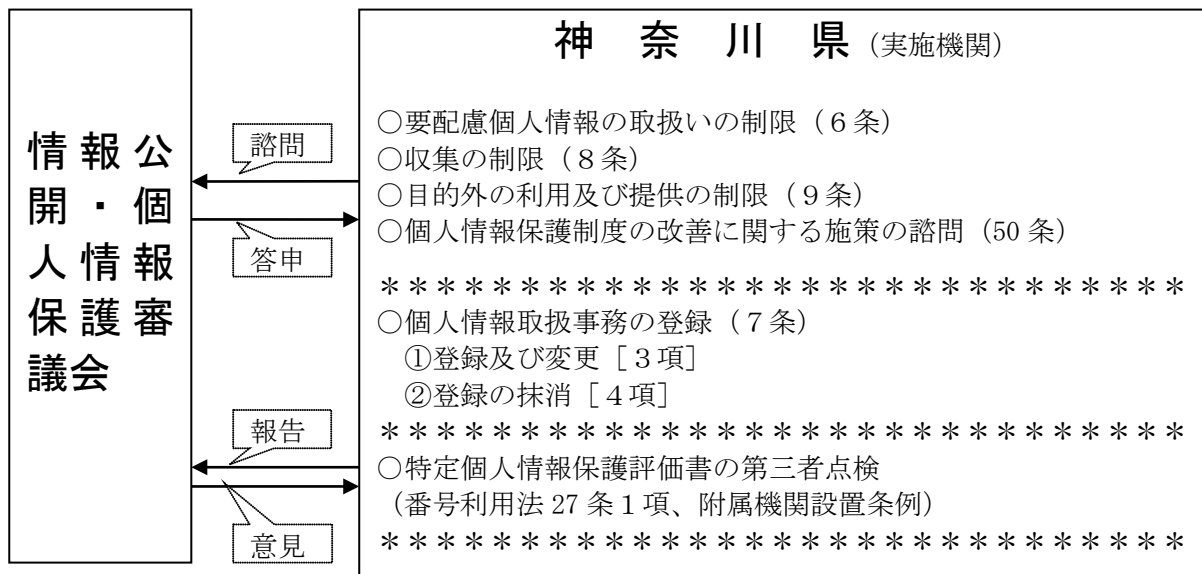 情報公
開・個
人情報
保護審
議会
諮問
答申
報告
意見
神奈川県（実施機関）
○要配慮個人情報の取扱いの制限（６条）
○収集の制限（８条）
○目的外の利用及び提供の制限（９条）
○個人情報保護制度の改善に関する施策の諮問（50 条）
＊＊＊＊＊＊＊＊＊＊＊＊＊＊＊＊＊＊＊＊＊＊＊＊＊＊＊＊＊
○個人情報取扱事務の登録（７条）
①登録及び変更［３項］
②登録の抹消［４項］
＊＊＊＊＊＊＊＊＊＊＊＊＊＊＊＊＊＊＊＊＊＊＊＊＊＊＊＊＊
○特定個人情報保護評価書の第三者点検
（番号利用法 27 条１項、附属機関設置条例）
＊＊＊＊＊＊＊＊＊＊＊＊＊＊＊＊＊＊＊＊＊＊＊＊＊＊＊＊＊